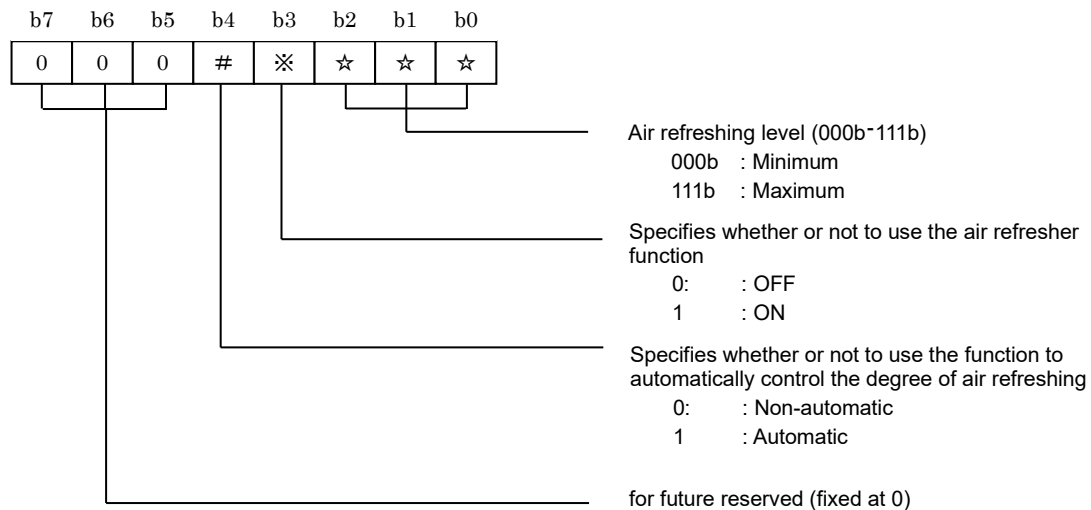 b7 b6 b5 b4 b3 b2 b1 b0
0 0 0 # ※ ☆ ☆ ☆
Air refreshing level (000b-111b)
000b : Minimum
111b : Maximum
Specifies whether or not to use the air refresher
function
0: : OFF
1 : ON
Specifies whether or not to use the function to
automatically control the degree of air refreshing
0: : Non-automatic
1 : Automatic
for future reserved (fixed at 0)